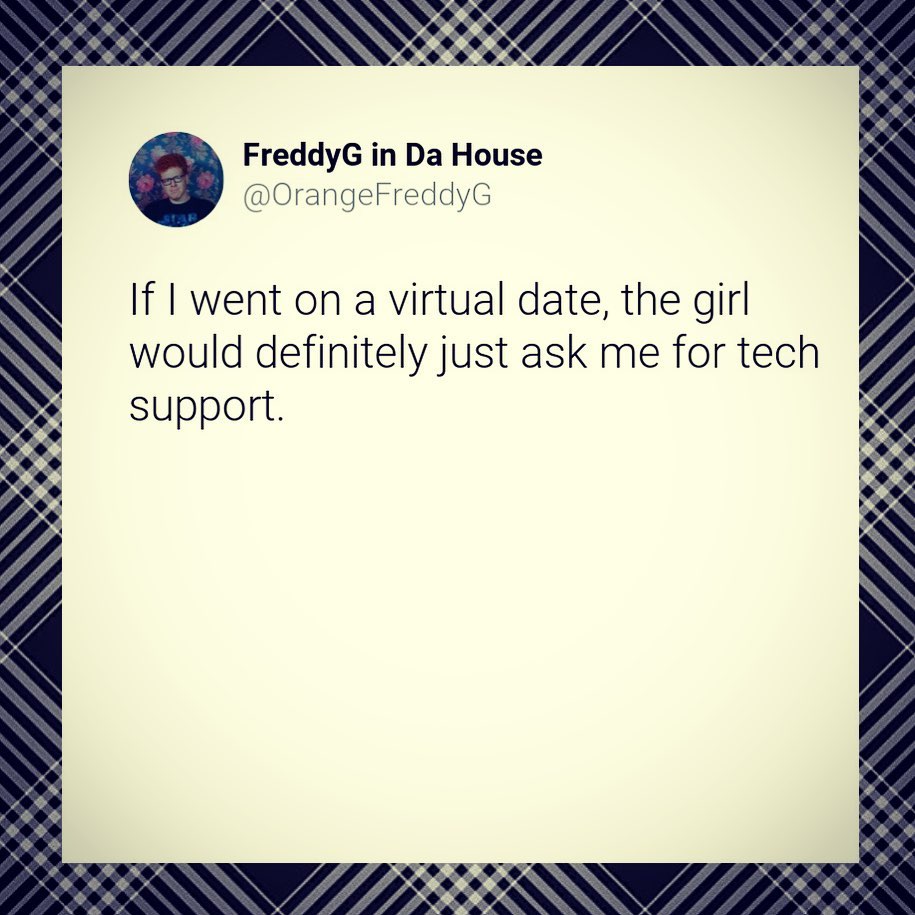 FreddyG in Da House
@OrangeFreddyG
If I went on a virtual date, the girl
would definitely just ask me for tech
support.